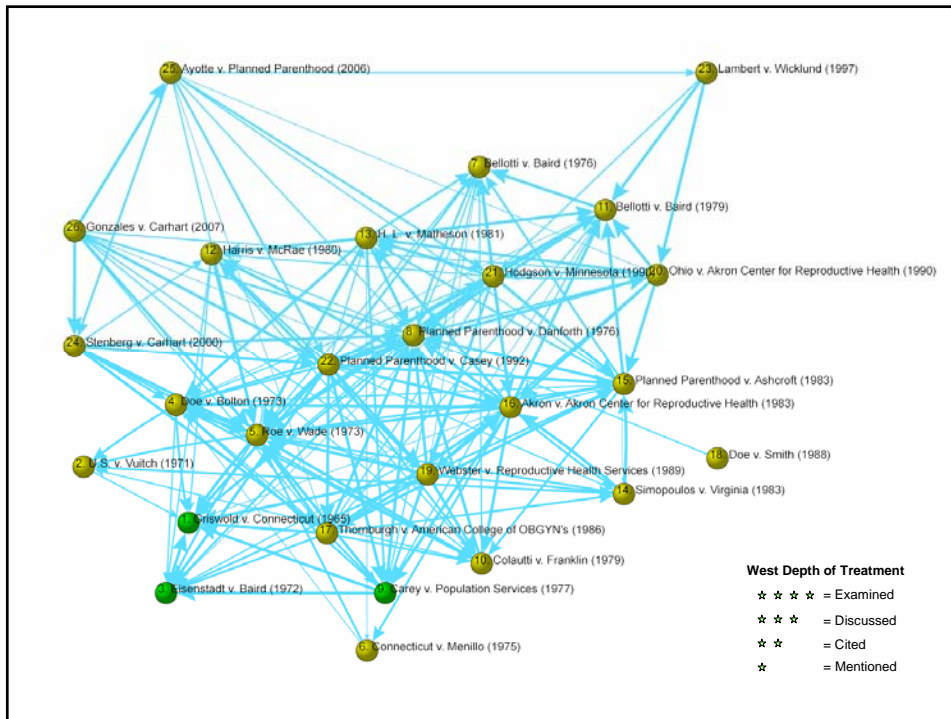 25. Ayotte v. Planned Parenthood (2006)
23. Lambert v. Wicklund (1997)
7. Bellotti v. Baird (1976)
11. Bellotti v. Baird (1979)
26. Gonzales v. Carhart (2007)
13. H. L. v. Matheson (1981)
12. Harris v. McRae (1980)
21. Hodgson v. Minnesota (1990)
20. Ohio v. Akron Center for Reproductive Health (1990)
8. Planned Parenthood v. Danforth (1976)
24. Stenberg v. Carhart (2000)
22. Planned Parenthood v. Casey (1992)
15. Planned Parenthood v. Ashcroft (1983)
4. Doe v. Bolton (1973)
16. Akron v. Akron Center for Reproductive Health (1983)
5. Roe v. Wade (1973)
18. Doe v. Smith (1988)
2. U.S. v. Vuitch (1971)
19. Webster v. Reproductive Health Services (1989)
14. Simopoulos v. Virginia (1983)
1. Griswold v. Connecticut (1965)
17. Thornburgh v. American College of OBGYN's (1986)
10. Colautti v. Franklin (1979)
3. Eisenstadt v. Baird (1972)
9. Carey v. Population Services (1977)
6. Connecticut v. Menillo (1975)
West Depth of Treatment
= Examined
= Discussed
= Cited
= Mentioned